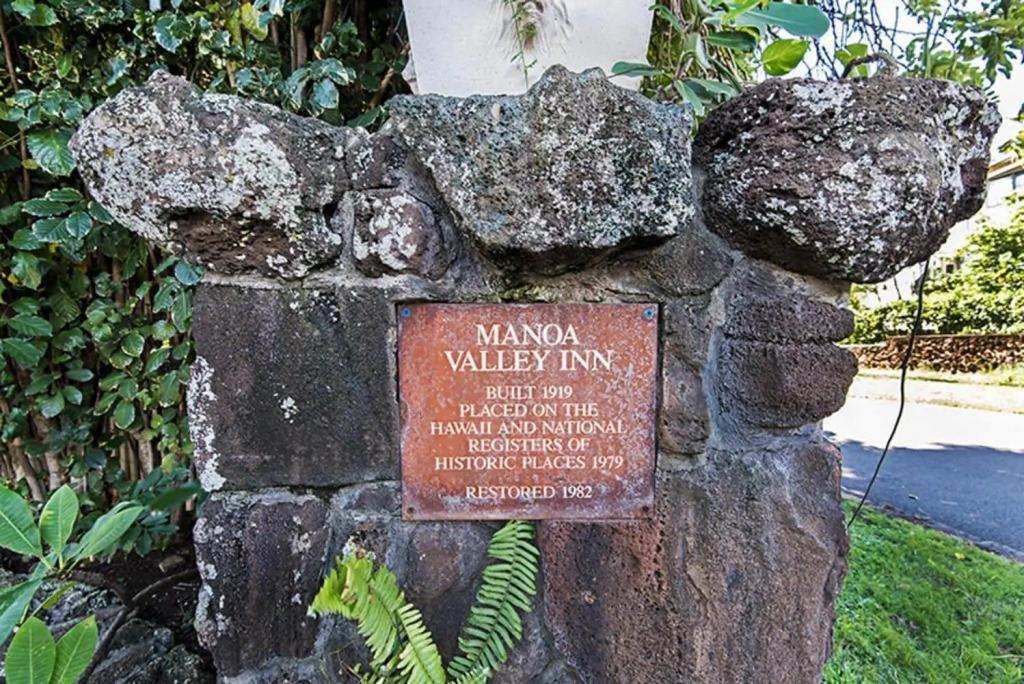 MANOA
VALLEY INN
BUILT 1919
PLACED ON THE
HAWAII AND NATIONAL
REGISTERS OF
HISTORIC PLACES 1979
RESTORED 1982